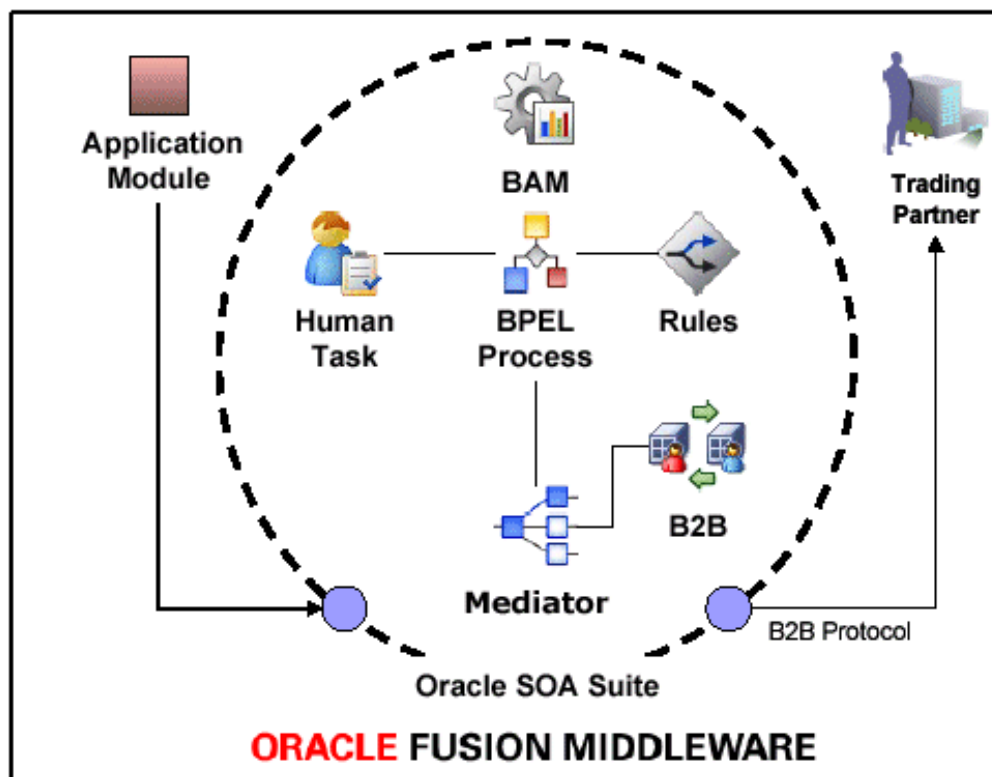 Application
Module
BAM
Trading
Partner
Human
Task
BPEL
Process
Rules
B2B
Mediator
B2B Protocol
Oracle SOA Suite
ORACLE FUSION MIDDLEWARE